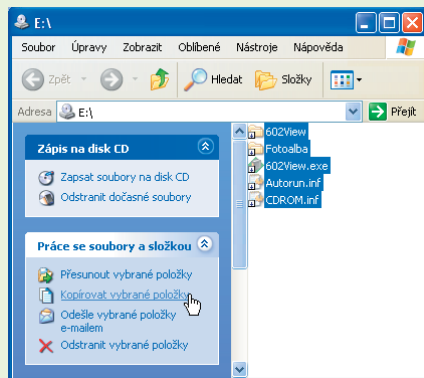 E:\
Soubor Úpravy Zobrazit Oblíbené Nástroje Nápověda
Zpět Hledat Složky
Adresa E:\ Přejít
Zápis na disk CD
Zapsat soubory na disk CD
Odstranit dočasné soubory
Práce se soubory a složkou
Přesunout vybrané položky
Kopírovat vybrané položky
Odešle vybrané položky
e-mailem
Odstranit vybrané položky
602View
Fotoalba
602View.exe
Autorun.inf
CDROM.inf